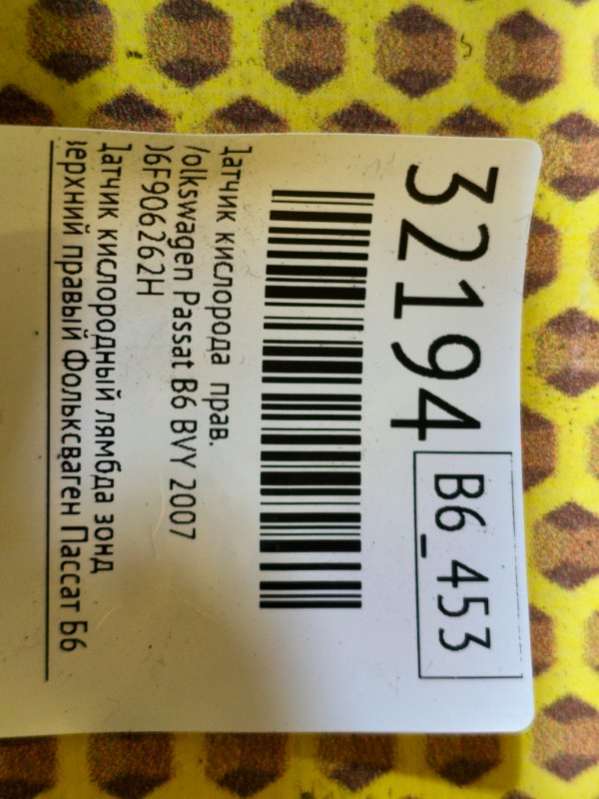 32194
B6_453
Датчик кислорода прав.
Volkswagen Passat B6 BVY 2007
06F906262H
Датчик кислородный лямбда зонд
верхний правый Фольксваген Пассат Б6